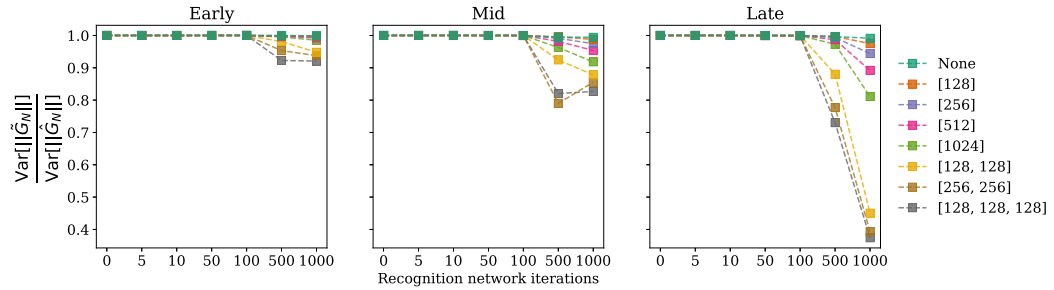 Early
Mid
Late
Var[||G̃_N||]
Var[||Ĝ_N||]
1.0
0.9
0.8
0.7
0.6
0.5
0.4
0 5 10 50 100 500 1000
0 5 10 50 100 500 1000
0 5 10 50 100 500 1000
Recognition network iterations
None
[128]
[256]
[512]
[1024]
[128, 128]
[256, 256]
[128, 128, 128]